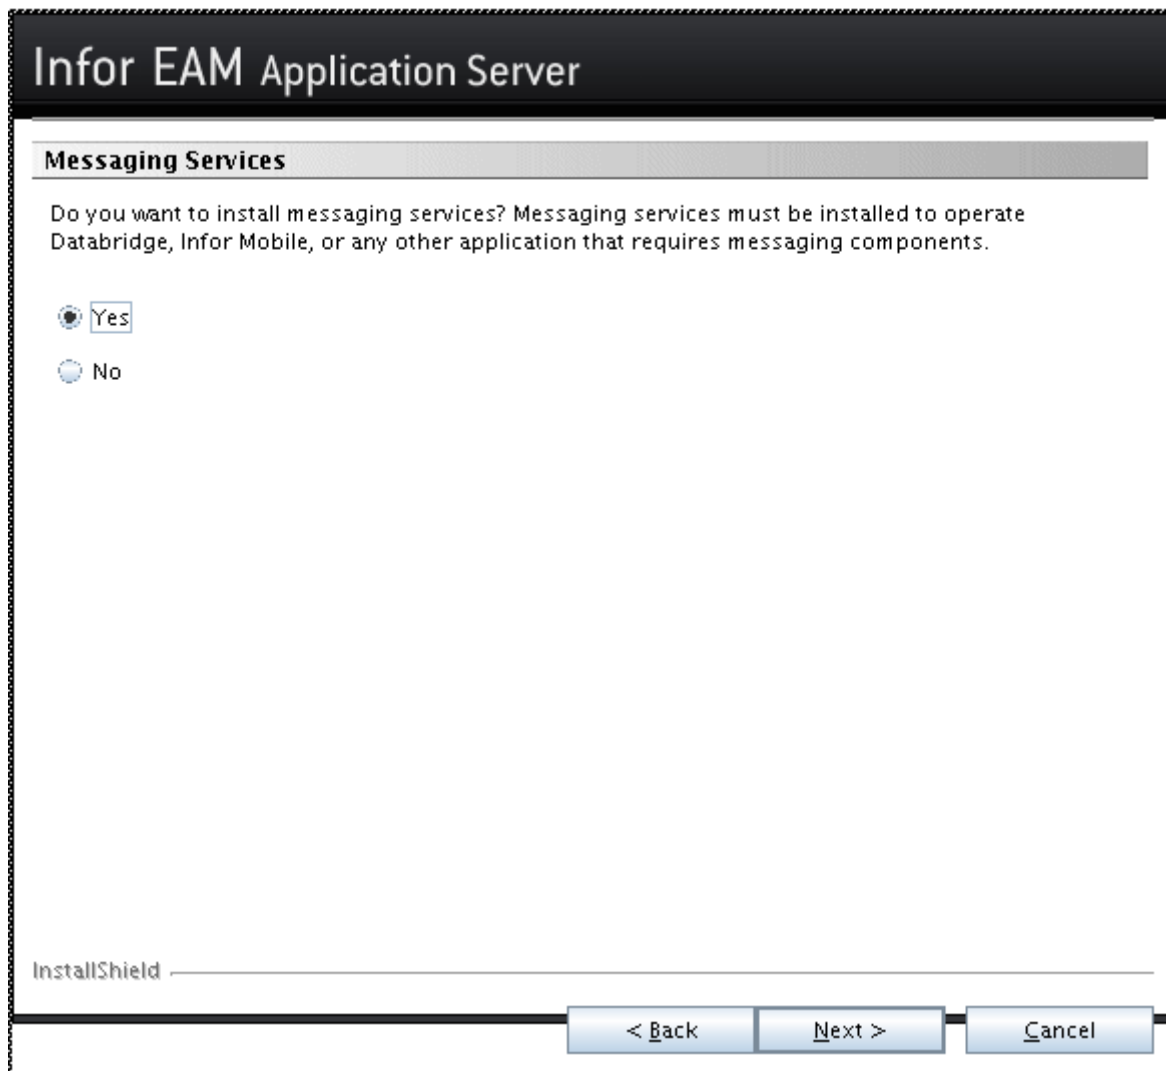 Infor EAM Application Server
Messaging Services
Do you want to install messaging services? Messaging services must be installed to operate
Databridge, Infor Mobile, or any other application that requires messaging components.
Yes
No
InstallShield
< Back
Next >
Cancel